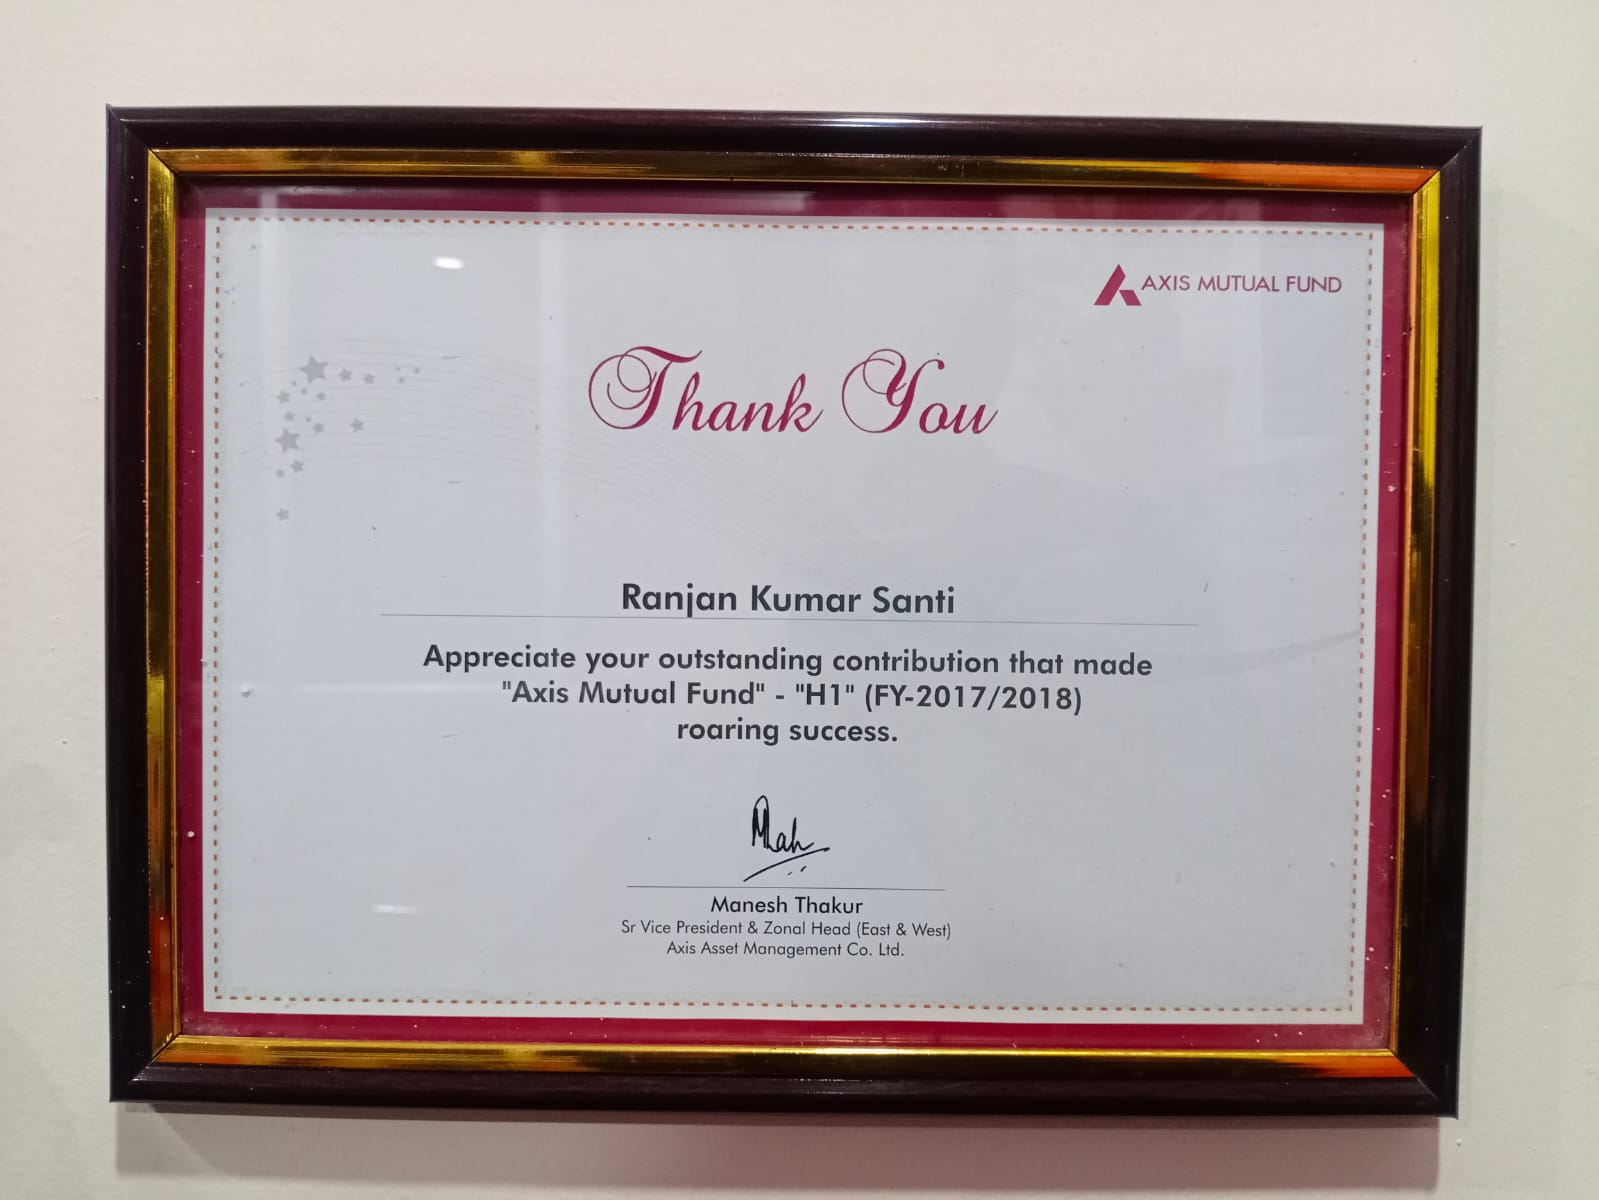 AXIS MUTUAL FUND
Thank You
Ranjan Kumar Santi
Appreciate your outstanding contribution that made
"Axis Mutual Fund" - "H1" (FY-2017/2018)
roaring success.
Manesh Thakur
Sr Vice President & Zonal Head (East & West)
Axis Asset Management Co. Ltd.